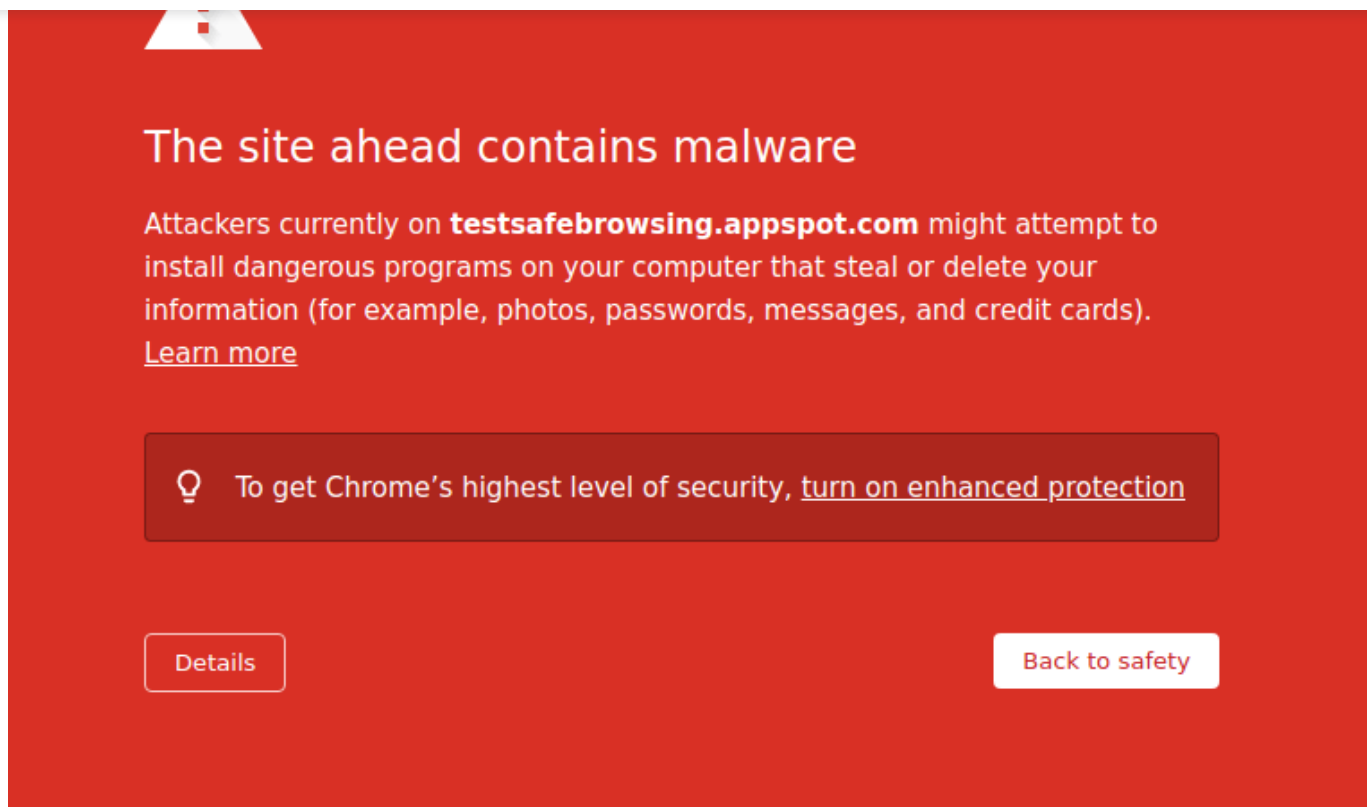 The site ahead contains malware
Attackers currently on testsafebrowsing.appspot.com might attempt to
install dangerous programs on your computer that steal or delete your
information (for example, photos, passwords, messages, and credit cards).
Learn more
To get Chrome’s highest level of security, turn on enhanced protection
Details
Back to safety